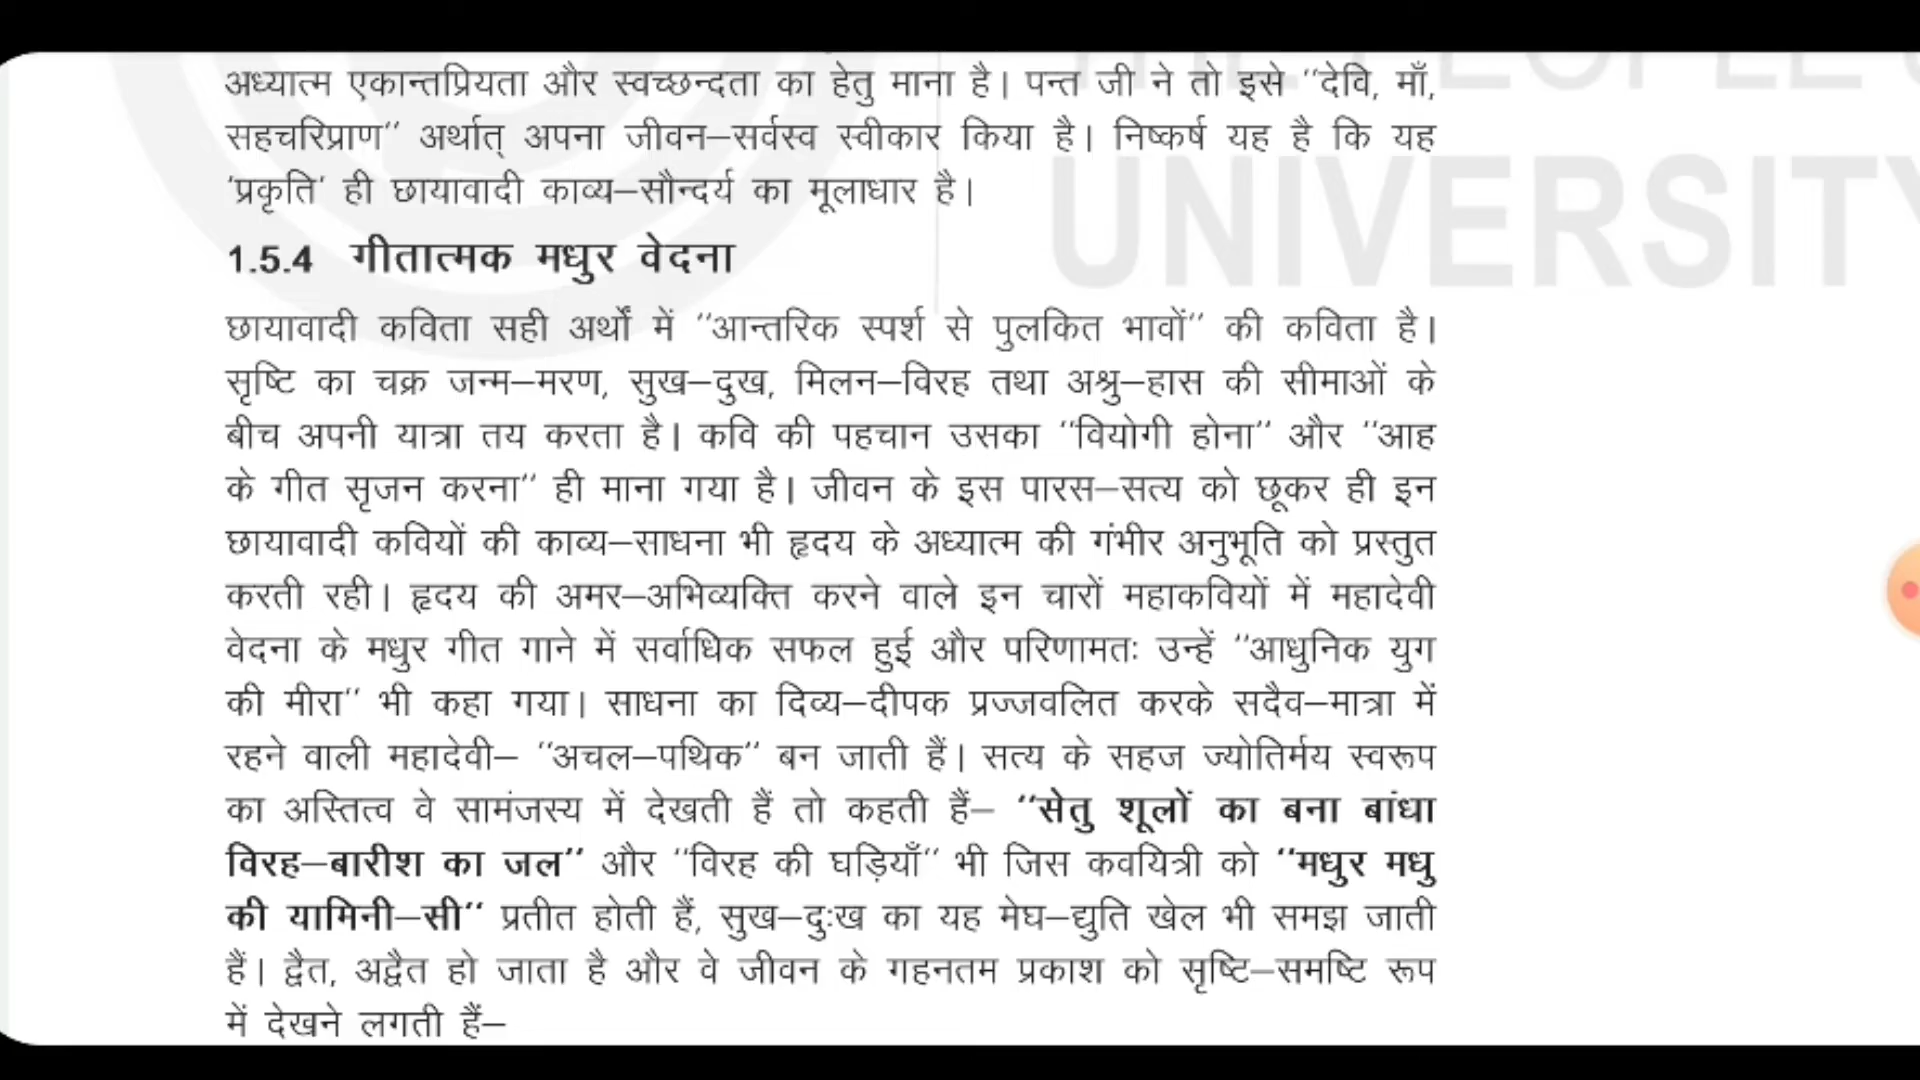 THE PEOPLE
UNIVERSITY
अध्यात्म एकान्तप्रियता और स्वच्छन्दता का हेतु माना है। पन्त जी ने तो इसे "देवि, माँ,
सहचरिप्राण" अर्थात् अपना जीवन–सर्वस्व स्वीकार किया है। निष्कर्ष यह है कि यह
'प्रकृति' ही छायावादी काव्य–सौन्दर्य का मूलाधार है।
1.5.4 गीतात्मक मधुर वेदना
छायावादी कविता सही अर्थों में "आन्तरिक स्पर्श से पुलकित भावों" की कविता है।
सृष्टि का चक्र जन्म–मरण, सुख–दुख, मिलन–विरह तथा अश्रु–हास की सीमाओं के
बीच अपनी यात्रा तय करता है। कवि की पहचान उसका "वियोगी होना" और "आह
के गीत सृजन करना" ही माना गया है। जीवन के इस पारस–सत्य को छूकर ही इन
छायावादी कवियों की काव्य–साधना भी हृदय के अध्यात्म की गंभीर अनुभूति को प्रस्तुत
करती रही। हृदय की अमर–अभिव्यक्ति करने वाले इन चारों महाकवियों में महादेवी
वेदना के मधुर गीत गाने में सर्वाधिक सफल हुई और परिणामतः उन्हें "आधुनिक युग
की मीरा" भी कहा गया। साधना का दिव्य–दीपक प्रज्जवलित करके सदैव–मात्रा में
रहने वाली महादेवी– "अचल–पथिक" बन जाती हैं। सत्य के सहज ज्योतिर्मय स्वरूप
का अस्तित्व वे सामंजस्य में देखती हैं तो कहती हैं– "सेतु शूलों का बना बांधा
विरह–बारीश का जल" और "विरह की घड़ियाँ" भी जिस कवयित्री को "मधुर मधु
की यामिनी–सी" प्रतीत होती हैं, सुख–दुःख का यह मेघ–द्युति खेल भी समझ जाती
हैं। द्वैत, अद्वैत हो जाता है और वे जीवन के गहनतम प्रकाश को सृष्टि–समष्टि रूप
में देखने लगती हैं–